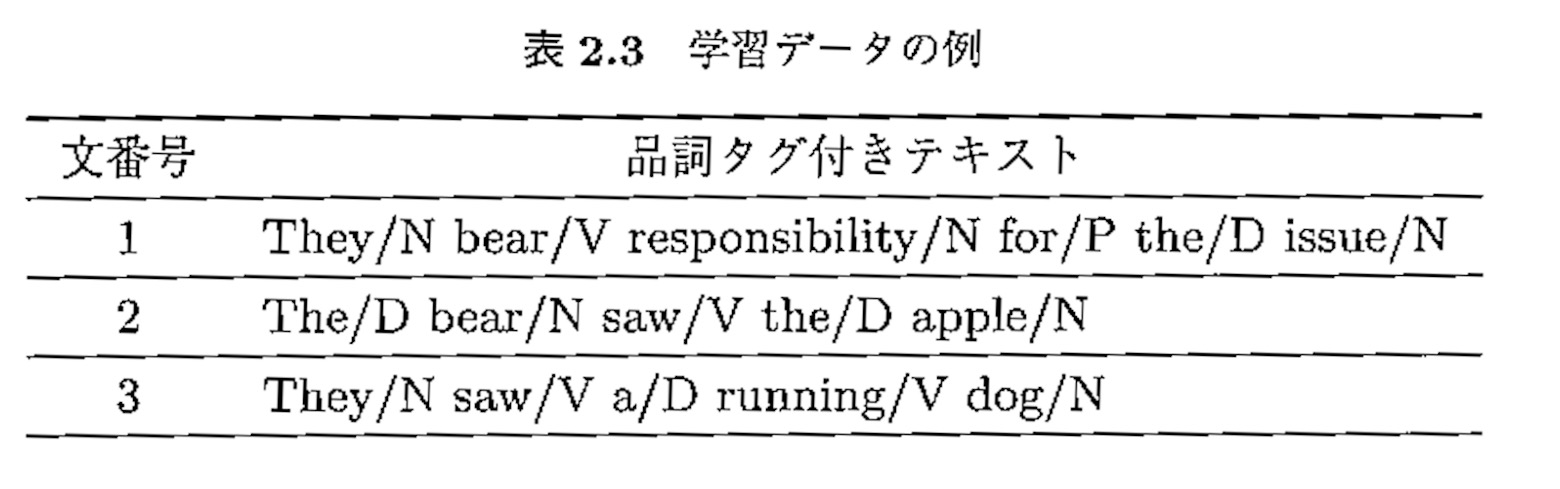 表 2.3 学習データの例
文番号 品詞タグ付きテキスト
1 They/N bear/V responsibility/N for/P the/D issue/N
2 The/D bear/N saw/V the/D apple/N
3 They/N saw/V a/D running/V dog/N